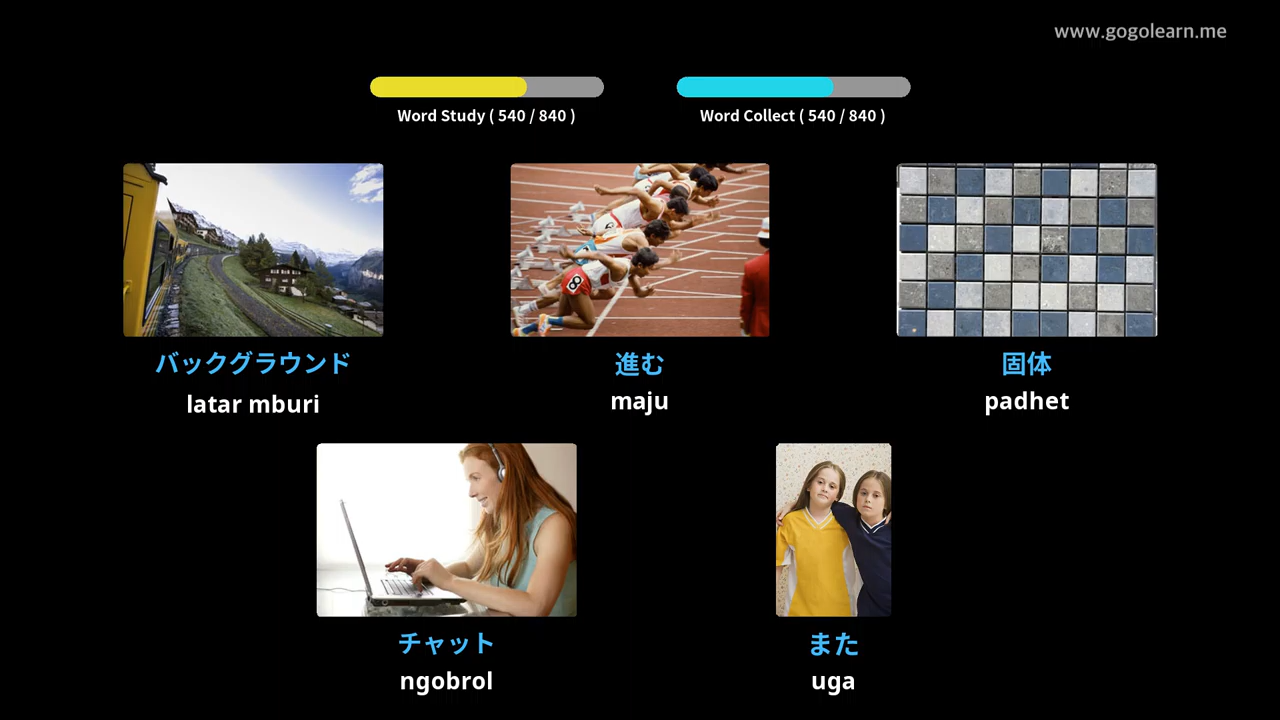 www.gogolearn.me
Word Study ( 540 / 840 )
Word Collect ( 540 / 840 )
バックグラウンド
latar mburi
進む
maju
固体
padhet
チャット
ngobrol
また
uga